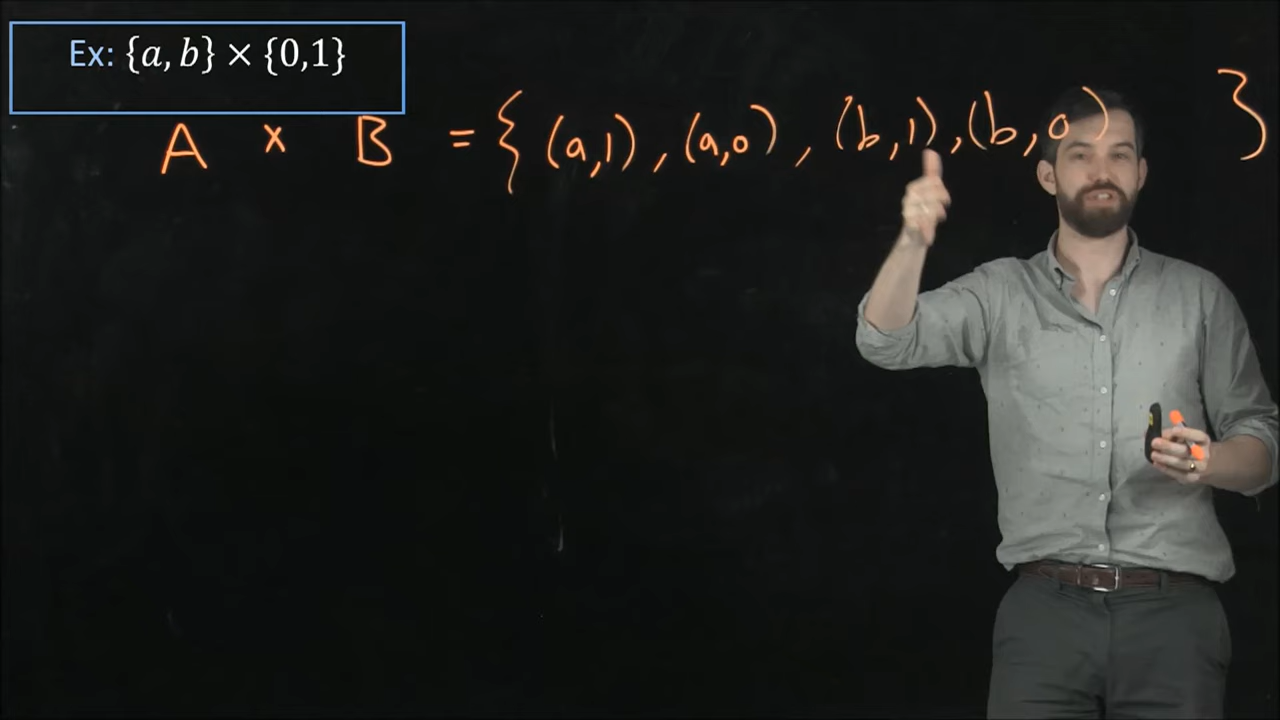 Ex: {a, b} × {0,1}
A × B = { (a,1) , (a,0) , (b,1) , (b,0) }